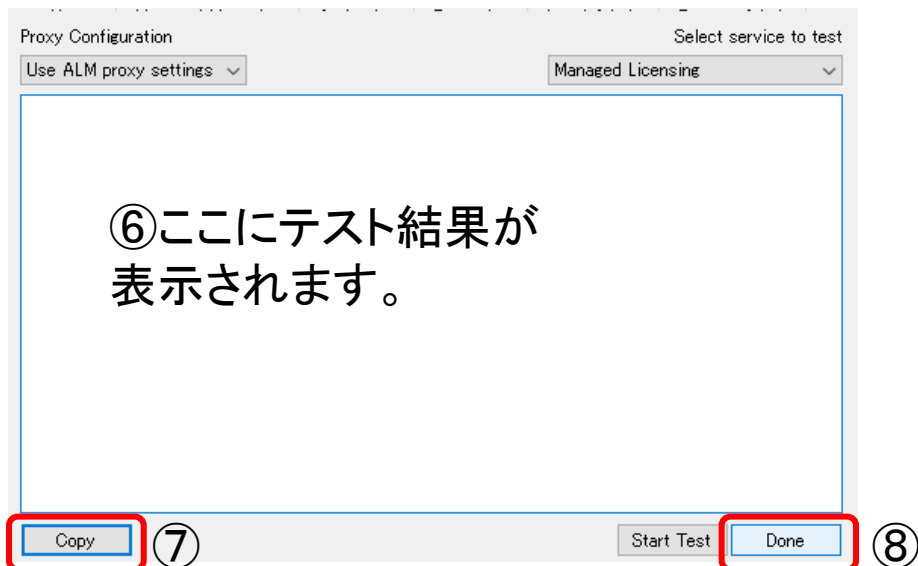 Proxy Configuration
Select service to test
Use ALM proxy settings
Managed Licensing
⑥ここにテスト結果が
表示されます。
Copy
⑦
Start Test
Done
⑧